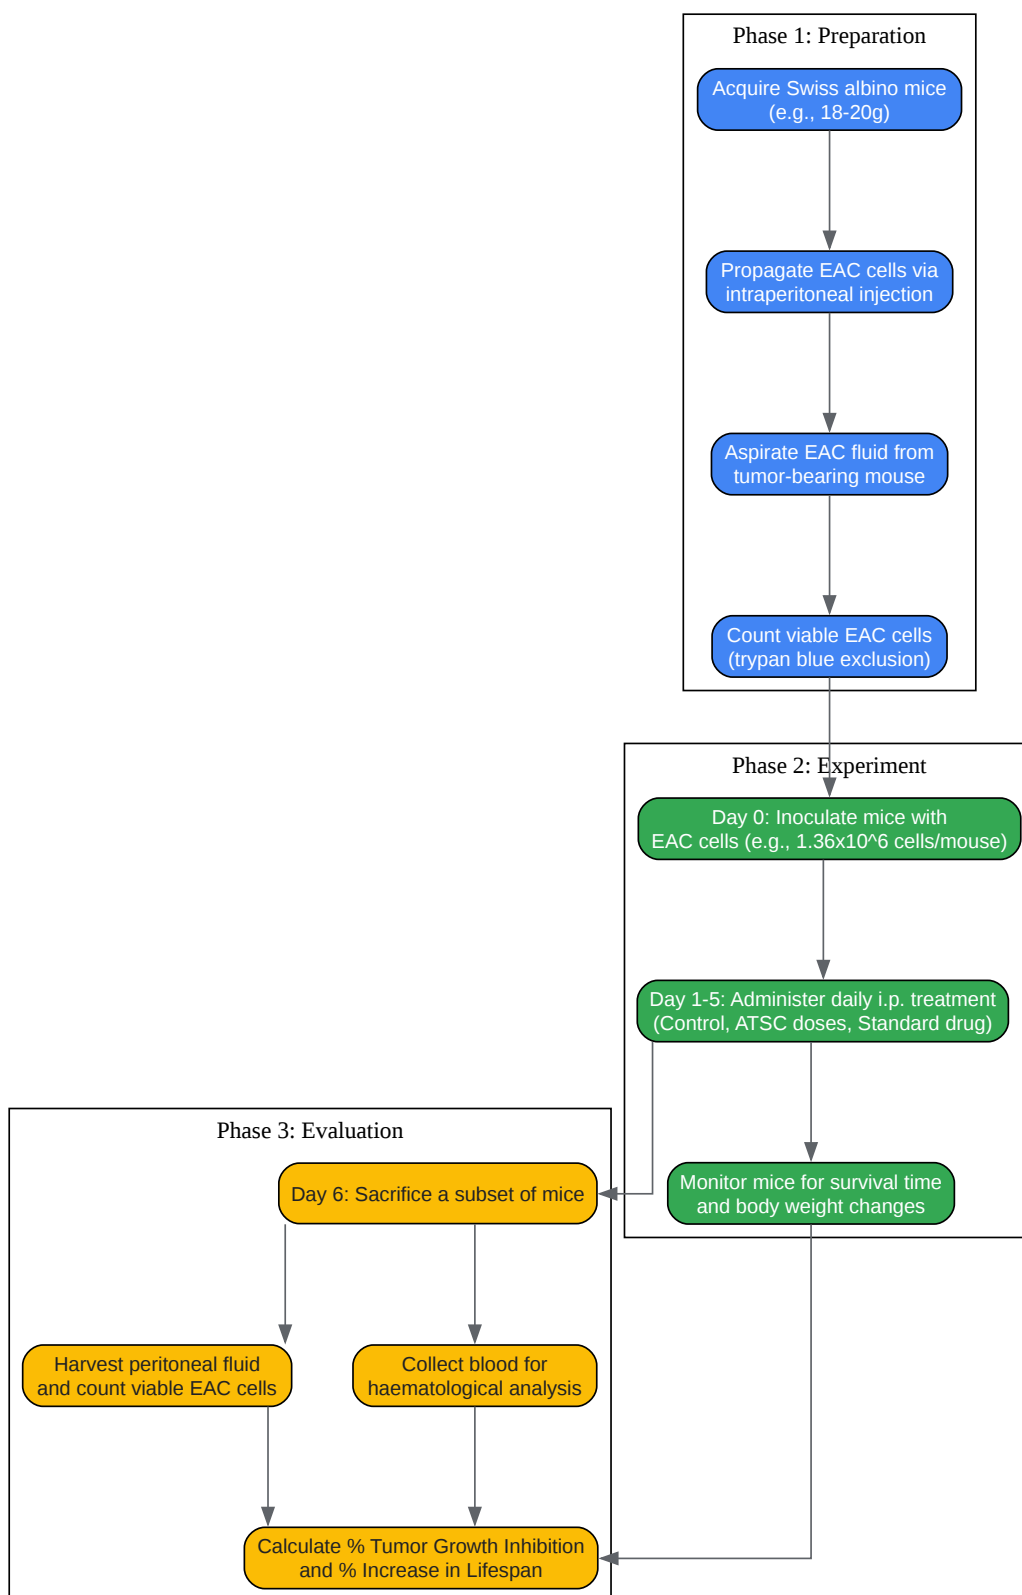 Phase 1: Preparation
Acquire Swiss albino mice
(e.g., 18-20g)
Propagate EAC cells via
intraperitoneal injection
Aspirate EAC fluid from
tumor-bearing mouse
Count viable EAC cells
(trypan blue exclusion)
Phase 2: Experiment
Day 0: Inoculate mice with
EAC cells (e.g., 1.36x10^6 cells/mouse)
Day 1-5: Administer daily i.p. treatment
(Control, ATSC doses, Standard drug)
Monitor mice for survival time
and body weight changes
Phase 3: Evaluation
Day 6: Sacrifice a subset of mice
Harvest peritoneal fluid
and count viable EAC cells
Collect blood for
haematological analysis
Calculate % Tumor Growth Inhibition
and % Increase in Lifespan